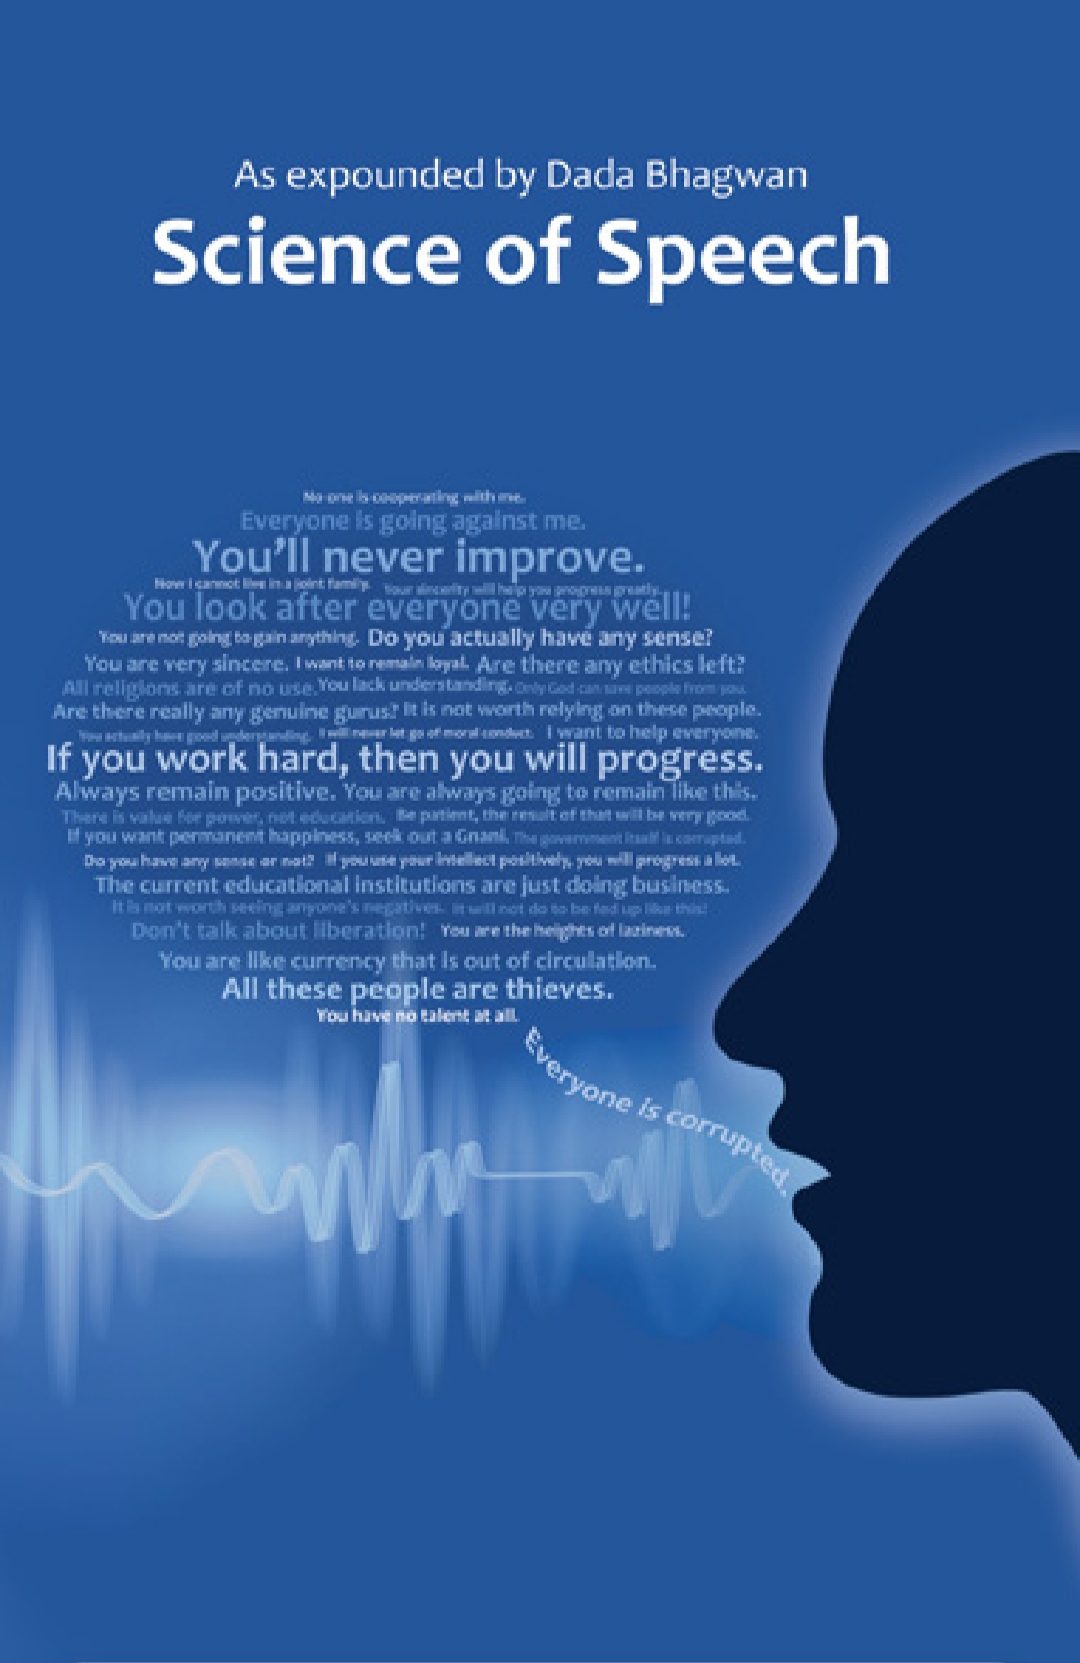 As expounded by Dada Bhagwan
Science of Speech
No one is cooperating with me.
Everyone is going against me.
You'll never improve.
Now I cannot live in a joint family. Your sincerity will help you progress greatly.
You look after everyone very well!
You are not going to gain anything. Do you actually have any sense?
You are very sincere. I want to remain loyal. Are there any ethics left?
All religions are of no use. You lack understanding. Only God can save people from you.
Are there really any genuine gurus? It is not worth relying on these people.
You actually have good understanding. I will never let go of moral conduct. I want to help everyone.
If you work hard, then you will progress.
Always remain positive. You are always going to remain like this.
There is value for power, not education. Be patient, the result of that will be very good.
If you want permanent happiness, seek out a Gnani. The government itself is corrupted.
Do you have any sense or not? If you use your intellect positively, you will progress a lot.
The current educational institutions are just doing business.
It is not worth seeing anyone's negatives. It will not do to be fed up like this!
Don't talk about liberation! You are the heights of laziness.
You are like currency that is out of circulation.
All these people are thieves.
You have no talent at all.
Everyone is corrupted.